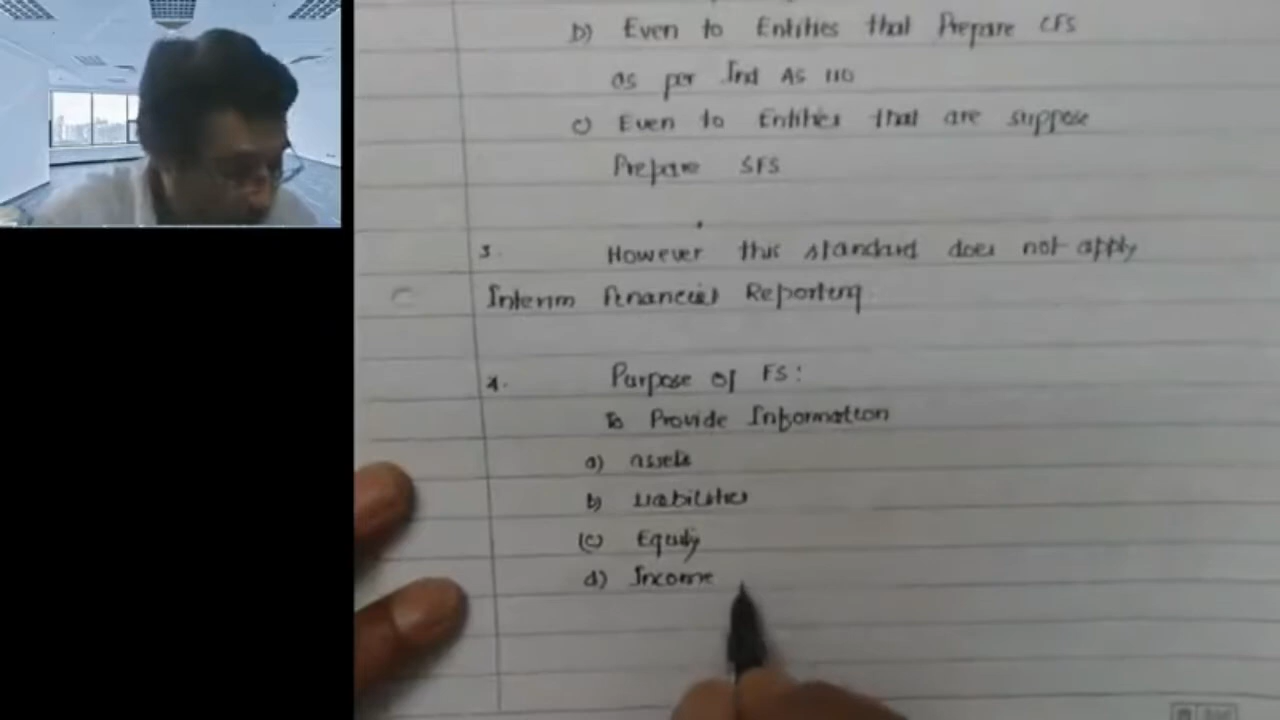 b) Even to Entities that Prepare CFS
as per Ind AS 110
c) Even to Entities that are suppose
Prepare SFS
3. However this standard does not apply
Interim Financial Reporting
4. Purpose of FS:
To Provide Information
a) assets
b) Liabilities
(c) Equity
d) Income